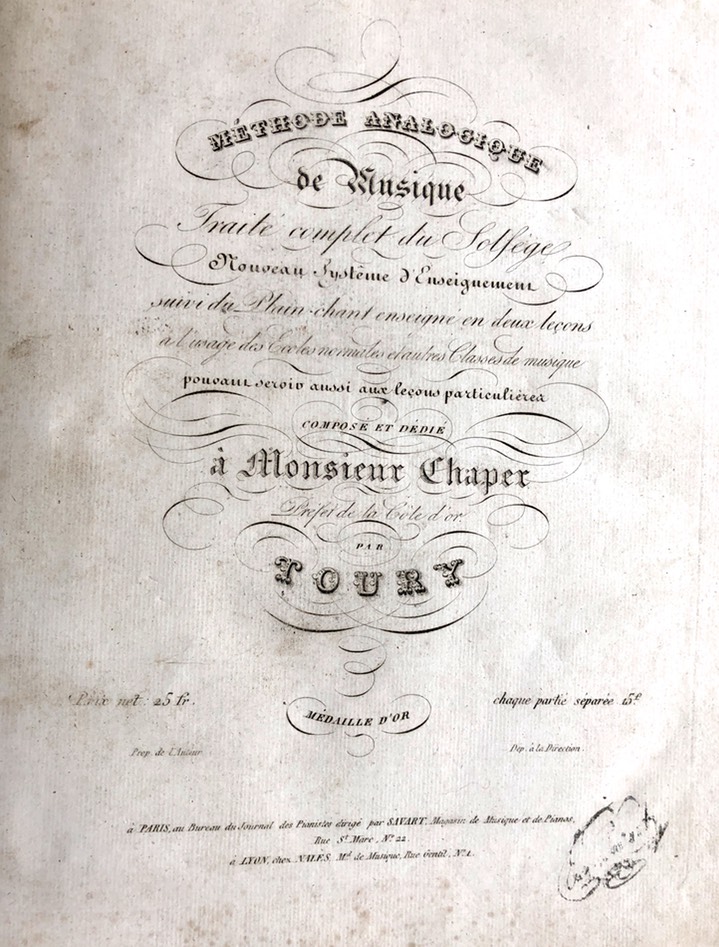 MÉTHODE ANALOGIQUE
de Musique
Traité complet du Solfége
Nouveau Système d'Enseignement
suivi du Plain-chant enseigné en deux leçons
à l'usage des Ecoles normales et autres Classes de musique
pouvant servir aussi aux leçons particulières
COMPOSÉ ET DÉDIÉ
à Monsieur Chaper
Préfet de la Côte d'or.
PAR
TOURY
Prix net: 25 fr.
chaque partie séparée 15.f
MÉDAILLE D'OR
Prop. de l'Auteur
Dep. à la Direction.
à PARIS, au Bureau du Journal des Pianistes dirigé par SAVART, Magasin de Musique et de Pianos,
Rue St. Marc, No. 22
à LYON, chez NALES, Md. de Musique, Rue Gentil, No. 1.